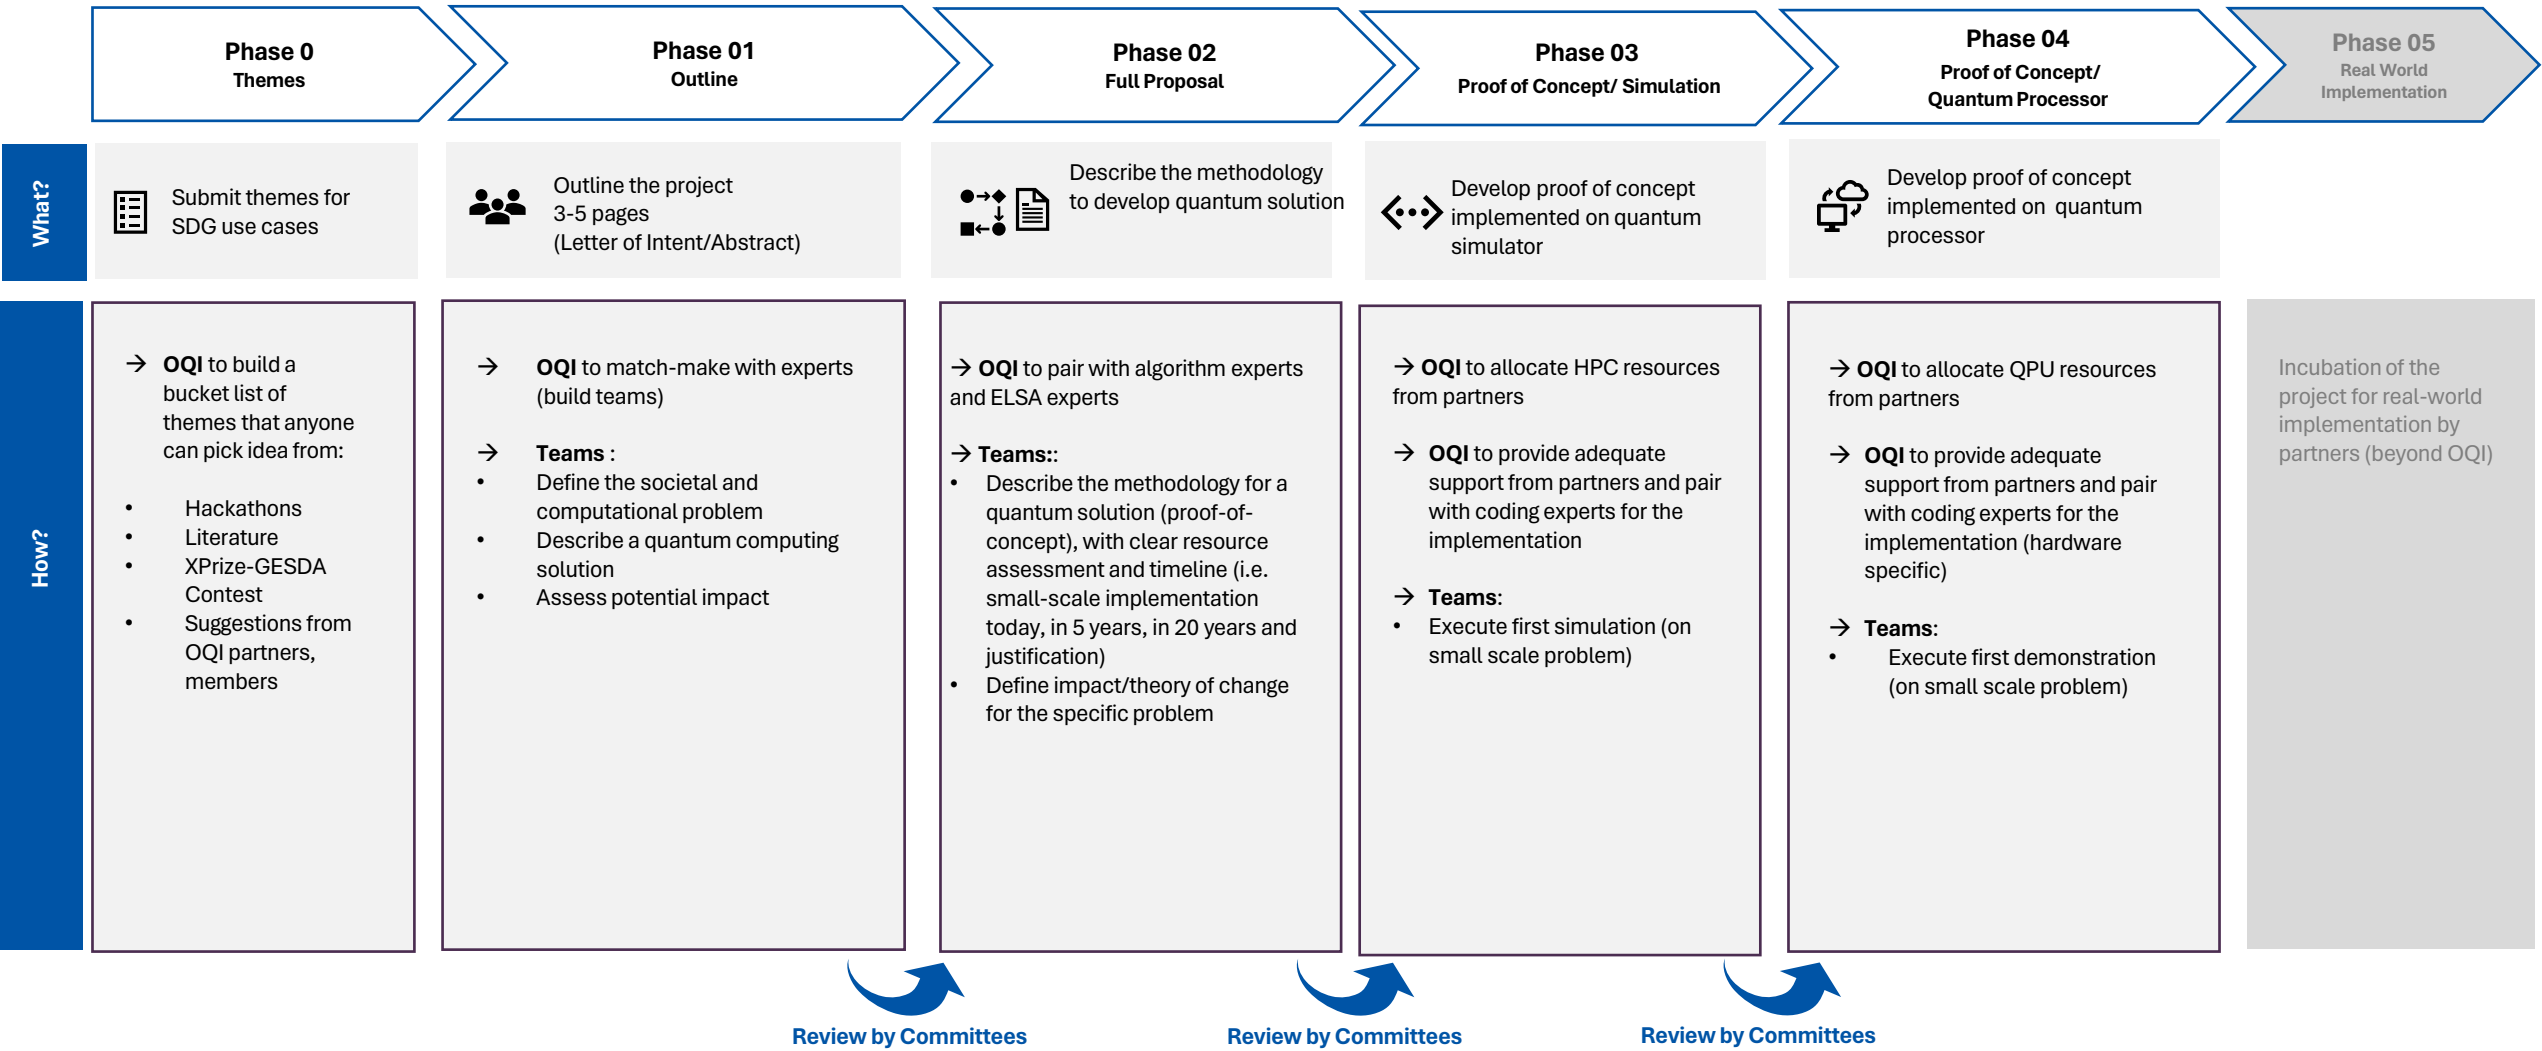 Phase 0
Themes
Phase 01
Outline
Phase 02
Full Proposal
Phase 03
Proof of Concept/ Simulation
Phase 04
Proof of Concept/
Quantum Processor
Phase 05
Real World
Implementation
What?
Submit themes for
SDG use cases
Outline the project
3-5 pages
(Letter of Intent/Abstract)
Describe the methodology
to develop quantum solution
Develop proof of concept
implemented on quantum
simulator
Develop proof of concept
implemented on quantum
processor
How?
→ OQI to build a
bucket list of
themes that anyone
can pick idea from:
• Hackathons
• Literature
• XPrize-GESDA
Contest
• Suggestions from
OQI partners,
members
→ OQI to match-make with experts
(build teams)
→ Teams :
• Define the societal and
computational problem
• Describe a quantum computing
solution
• Assess potential impact
→ OQI to pair with algorithm experts
and ELSA experts
→ Teams::
• Describe the methodology for a
quantum solution (proof-of-
concept), with clear resource
assessment and timeline (i.e.
small-scale implementation
today, in 5 years, in 20 years and
justification)
• Define impact/theory of change
for the specific problem
→ OQI to allocate HPC resources
from partners
→ OQI to provide adequate
support from partners and pair
with coding experts for the
implementation
→ Teams:
• Execute first simulation (on
small scale problem)
→ OQI to allocate QPU resources
from partners
→ OQI to provide adequate
support from partners and pair
with coding experts for the
implementation (hardware
specific)
→ Teams:
• Execute first demonstration
(on small scale problem)
Incubation of the
project for real-world
implementation by
partners (beyond OQI)
Review by Committees
Review by Committees
Review by Committees